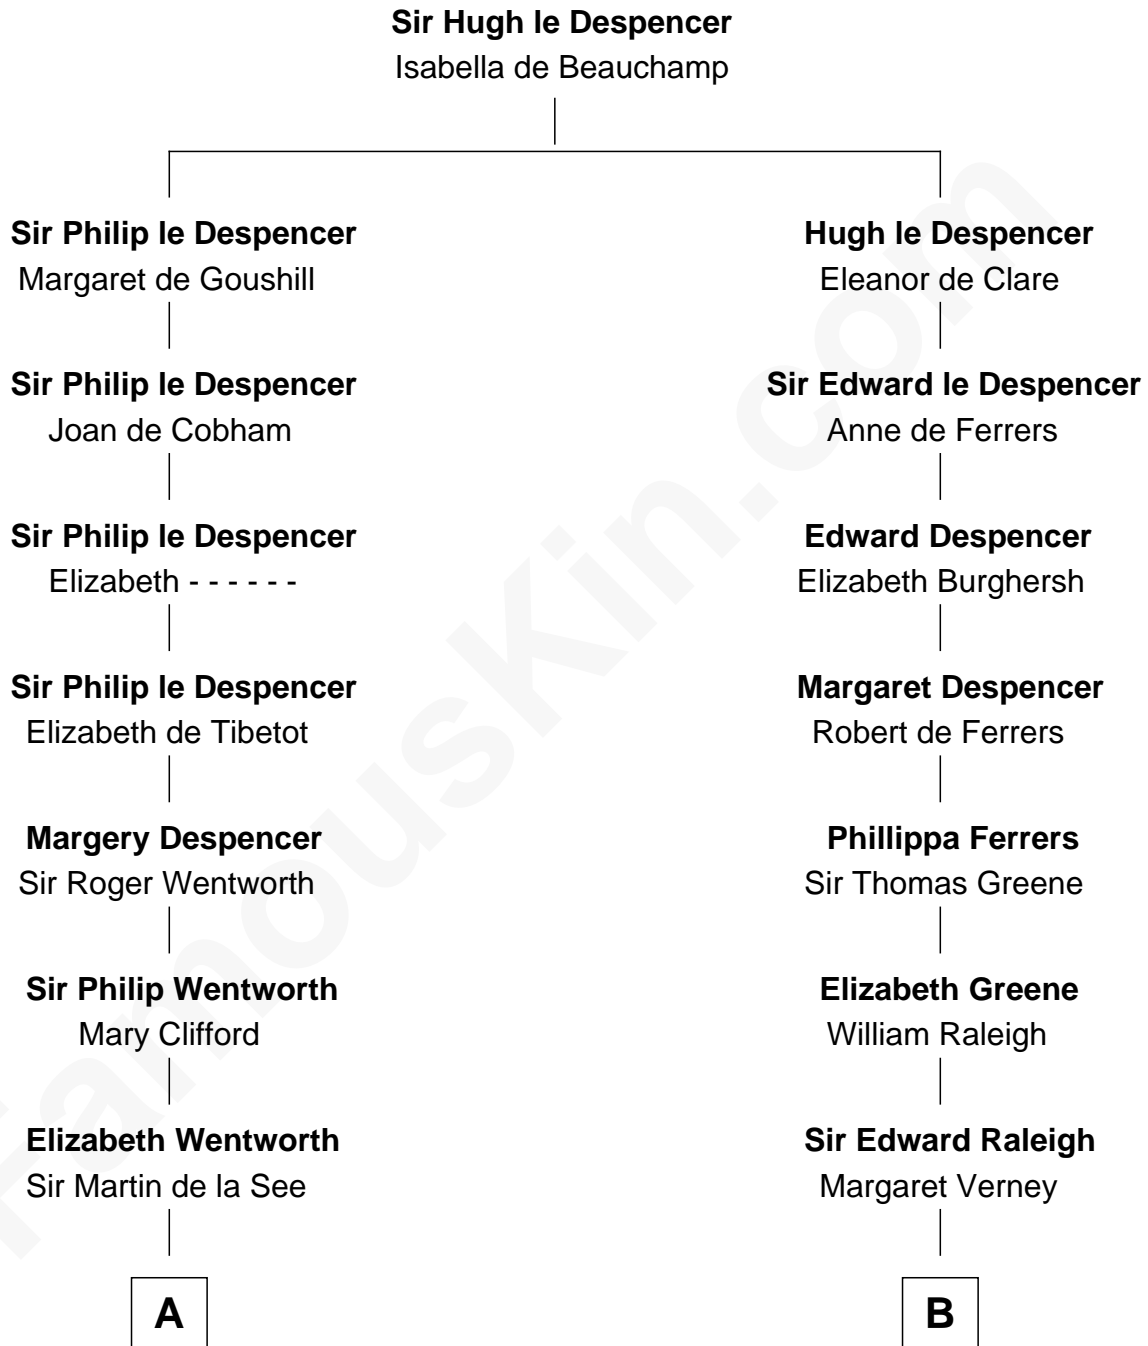 Sir Hugh le Despencer
Isabella de Beauchamp
Sir Philip le Despencer
Margaret de Goushill
Hugh le Despencer
Eleanor de Clare
Sir Philip le Despencer
Joan de Cobham
Sir Edward le Despencer
Anne de Ferrers
Sir Philip le Despencer
Elizabeth - - - - - -
Edward Despencer
Elizabeth Burghersh
Sir Philip le Despencer
Elizabeth de Tibetot
Margaret Despencer
Robert de Ferrers
Margery Despencer
Sir Roger Wentworth
Phillippa Ferrers
Sir Thomas Greene
Sir Philip Wentworth
Mary Clifford
Elizabeth Greene
William Raleigh
Elizabeth Wentworth
Sir Martin de la See
Sir Edward Raleigh
Margaret Verney
A
B
FamousKin.com